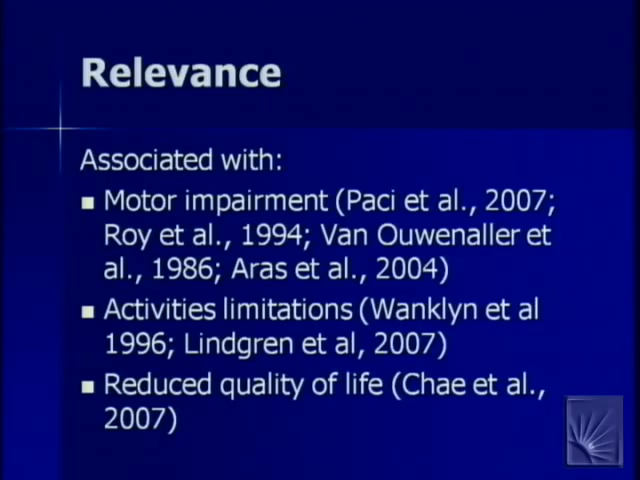 Relevance
Associated with:
■ Motor impairment (Paci et al., 2007;
Roy et al., 1994; Van Ouwenaller et
al., 1986; Aras et al., 2004)
■ Activities limitations (Wanklyn et al
1996; Lindgren et al, 2007)
■ Reduced quality of life (Chae et al.,
2007)